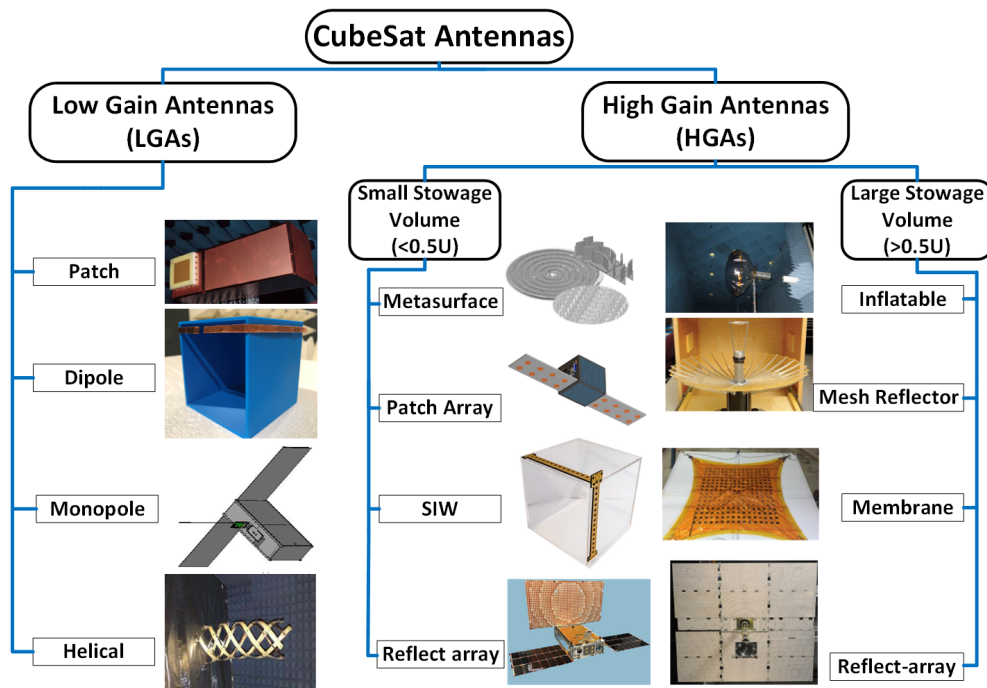 CubeSat Antennas
Low Gain Antennas
(LGAs)
High Gain Antennas
(HGAs)
Small Stowage
Volume
(<0.5U)
Large Stowage
Volume
(>0.5U)
Patch
Dipole
Monopole
Helical
Metasurface
Patch Array
SIW
Reflect array
Inflatable
Mesh Reflector
Membrane
Reflect-array